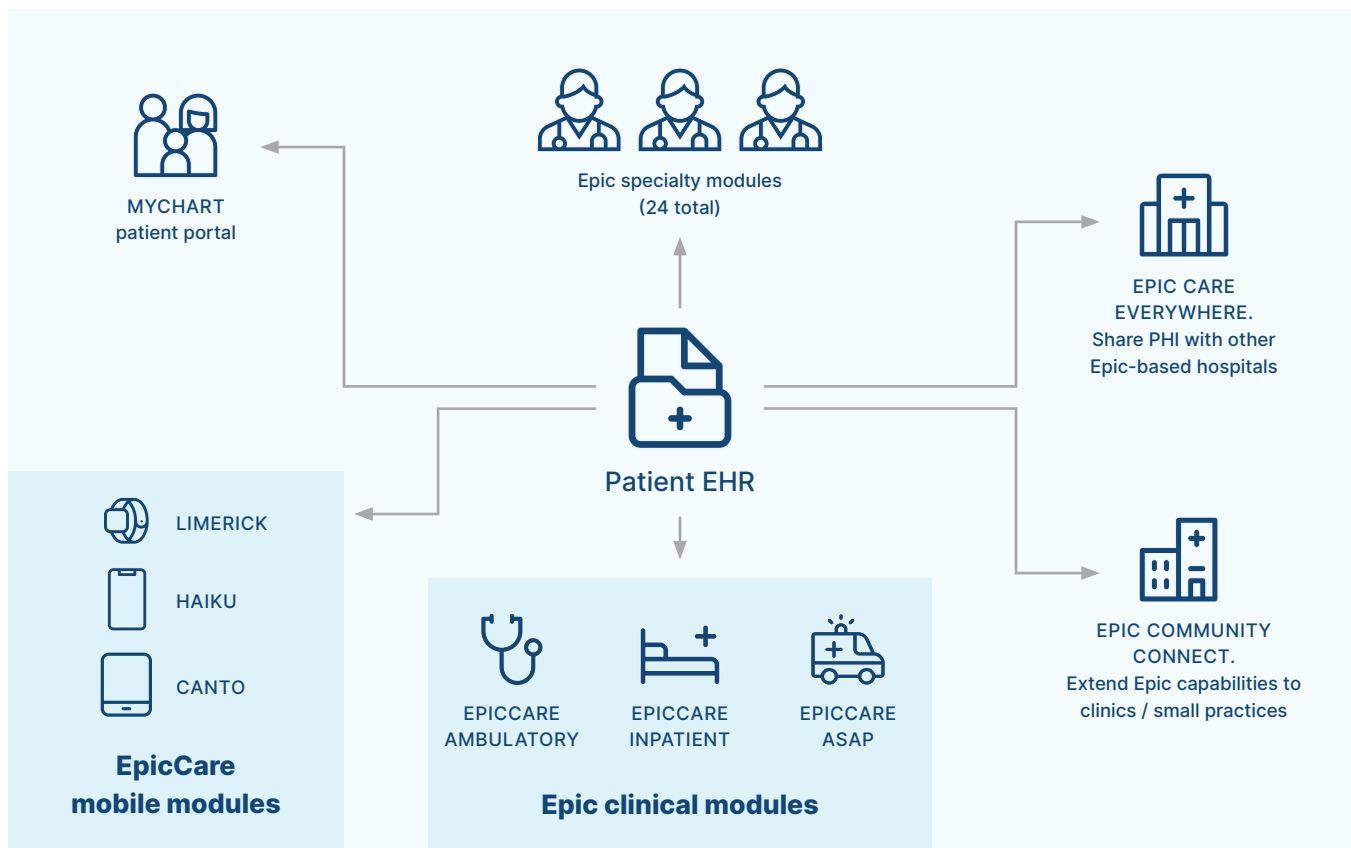 MYCHART
patient portal
Epic specialty modules
(24 total)
EPIC CARE
EVERYWHERE.
Share PHI with other
Epic-based hospitals
Patient EHR
LIMERICK
HAIKU
CANTO
EpicCare
mobile modules
EPICCARE
AMBULATORY
EPICCARE
INPATIENT
EPICCARE
ASAP
Epic clinical modules
EPIC COMMUNITY
CONNECT.
Extend Epic capabilities to
clinics / small practices